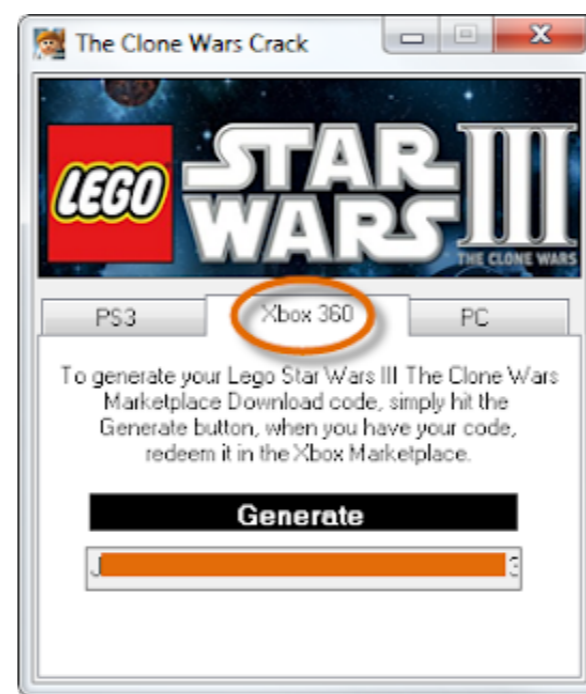 The Clone Wars Crack
LEGO STAR WARS III
THE CLONE WARS
PS3 Xbox 360 PC
To generate your Lego Star Wars III The Clone Wars
Marketplace Download code, simply hit the
Generate button, when you have your code,
redeem it in the Xbox Marketplace.
Generate
J 3